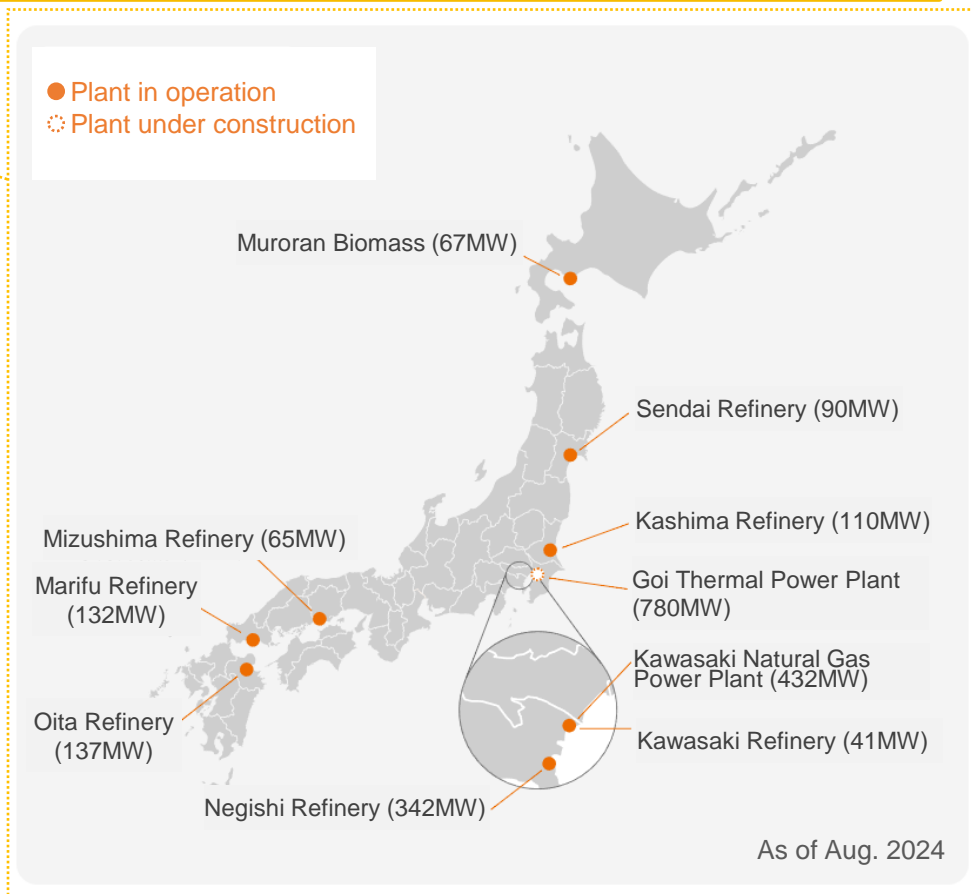 Plant in operation
Plant under construction
Muroran Biomass (67MW)
Sendai Refinery (90MW)
Kashima Refinery (110MW)
Mizushima Refinery (65MW)
Marifu Refinery
(132MW)
Goi Thermal Power Plant
(780MW)
Kawasaki Natural Gas
Power Plant (432MW)
Oita Refinery
(137MW)
Kawasaki Refinery (41MW)
Negishi Refinery (342MW)
As of Aug. 2024